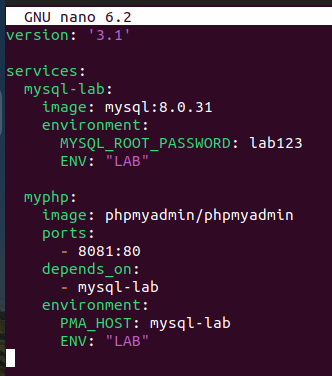 GNU nano 6.2
version: '3.1'
services:
  mysql-lab:
    image: mysql:8.0.31
    environment:
      MYSQL_ROOT_PASSWORD: lab123
      ENV: "LAB"
  myphp:
    image: phpmyadmin/phpmyadmin
    ports:
      - 8081:80
    depends_on:
      - mysql-lab
    environment:
      PMA_HOST: mysql-lab
      ENV: "LAB"